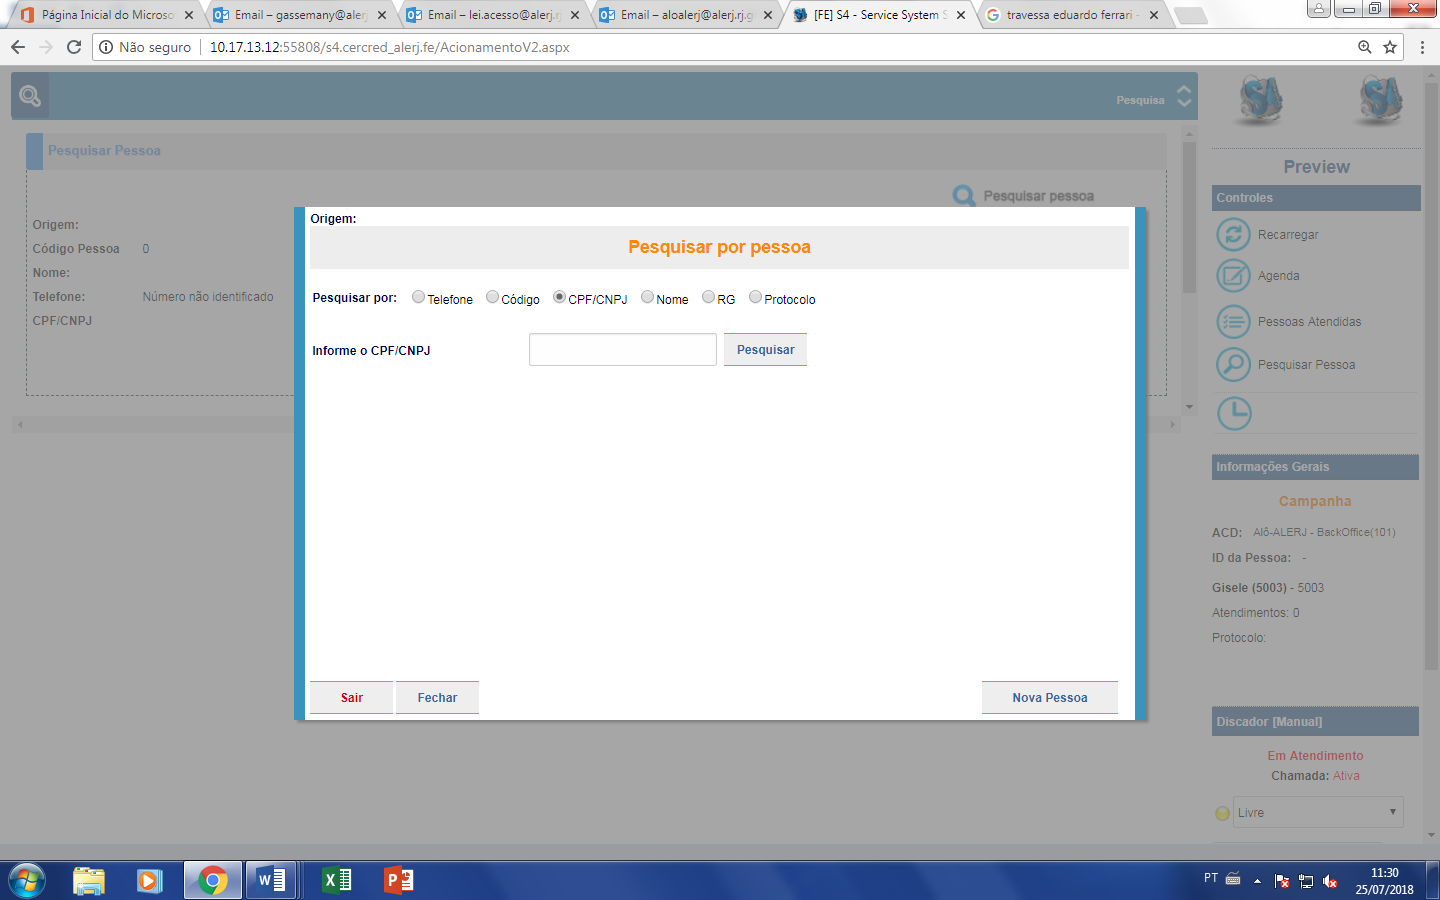 Página Inicial do Microso
Email – gassemany@aler
Email – lei.acesso@alerj.r
Email – aloalerj@alerj.rj.g
[FE] S4 - Service System S
travessa eduardo ferrari -
Não seguro
10.17.13.12:55808/s4.cercred_alerj.fe/AcionamentoV2.aspx
Pesquisa
Pesquisar Pessoa
Pesquisar pessoa
Origem:
Código Pessoa 0
Nome:
Telefone: Número não identificado
CPF/CNPJ
Origem:
Pesquisar por pessoa
Pesquisar por: Telefone Código CPF/CNPJ Nome RG Protocolo
Informe o CPF/CNPJ Pesquisar
Sair Fechar Nova Pessoa
Preview
Controles
Recarregar
Agenda
Pessoas Atendidas
Pesquisar Pessoa
Informações Gerais
Campanha
ACD: Alô-ALERJ - BackOffice(101)
ID da Pessoa: -
Gisele (5003) - 5003
Atendimentos: 0
Protocolo:
Discador [Manual]
Em Atendimento
Chamada: Ativa
Livre
PT
11:30
25/07/2018